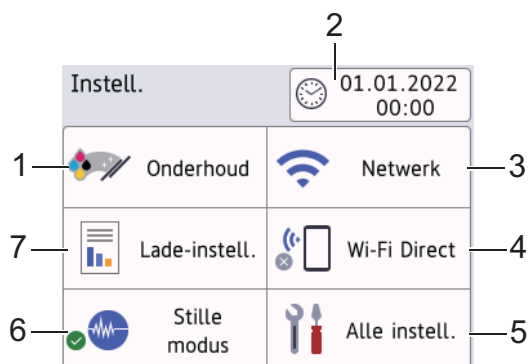 2
Instell.
01.01.2022
00:00
1
Onderhoud
Netwerk
3
7
Lade-instell.
Wi-Fi Direct
4
6
Stille
modus
Alle instell.
5